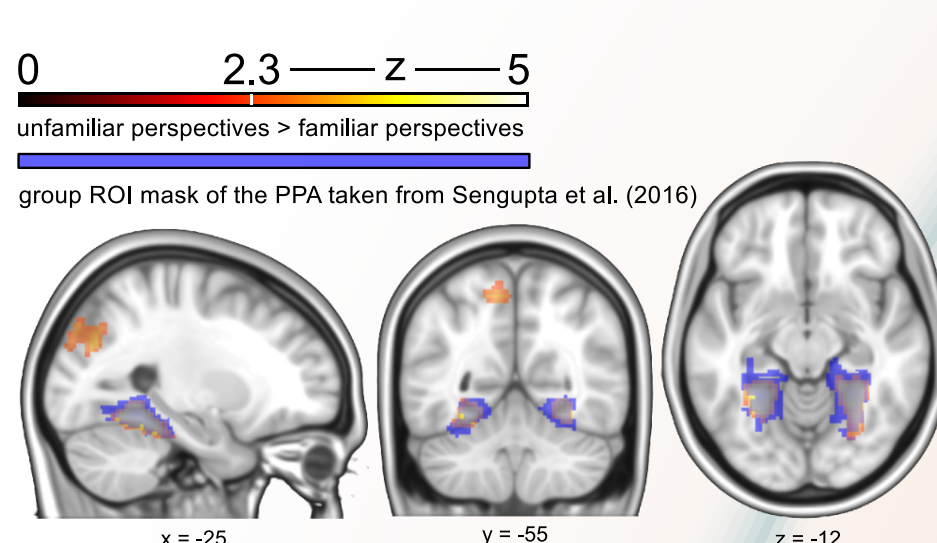 0 2.3 z 5
unfamiliar perspectives > familiar perspectives
group ROI mask of the PPA taken from Sengupta et al. (2016)
x = -25
y = -55
z = -12